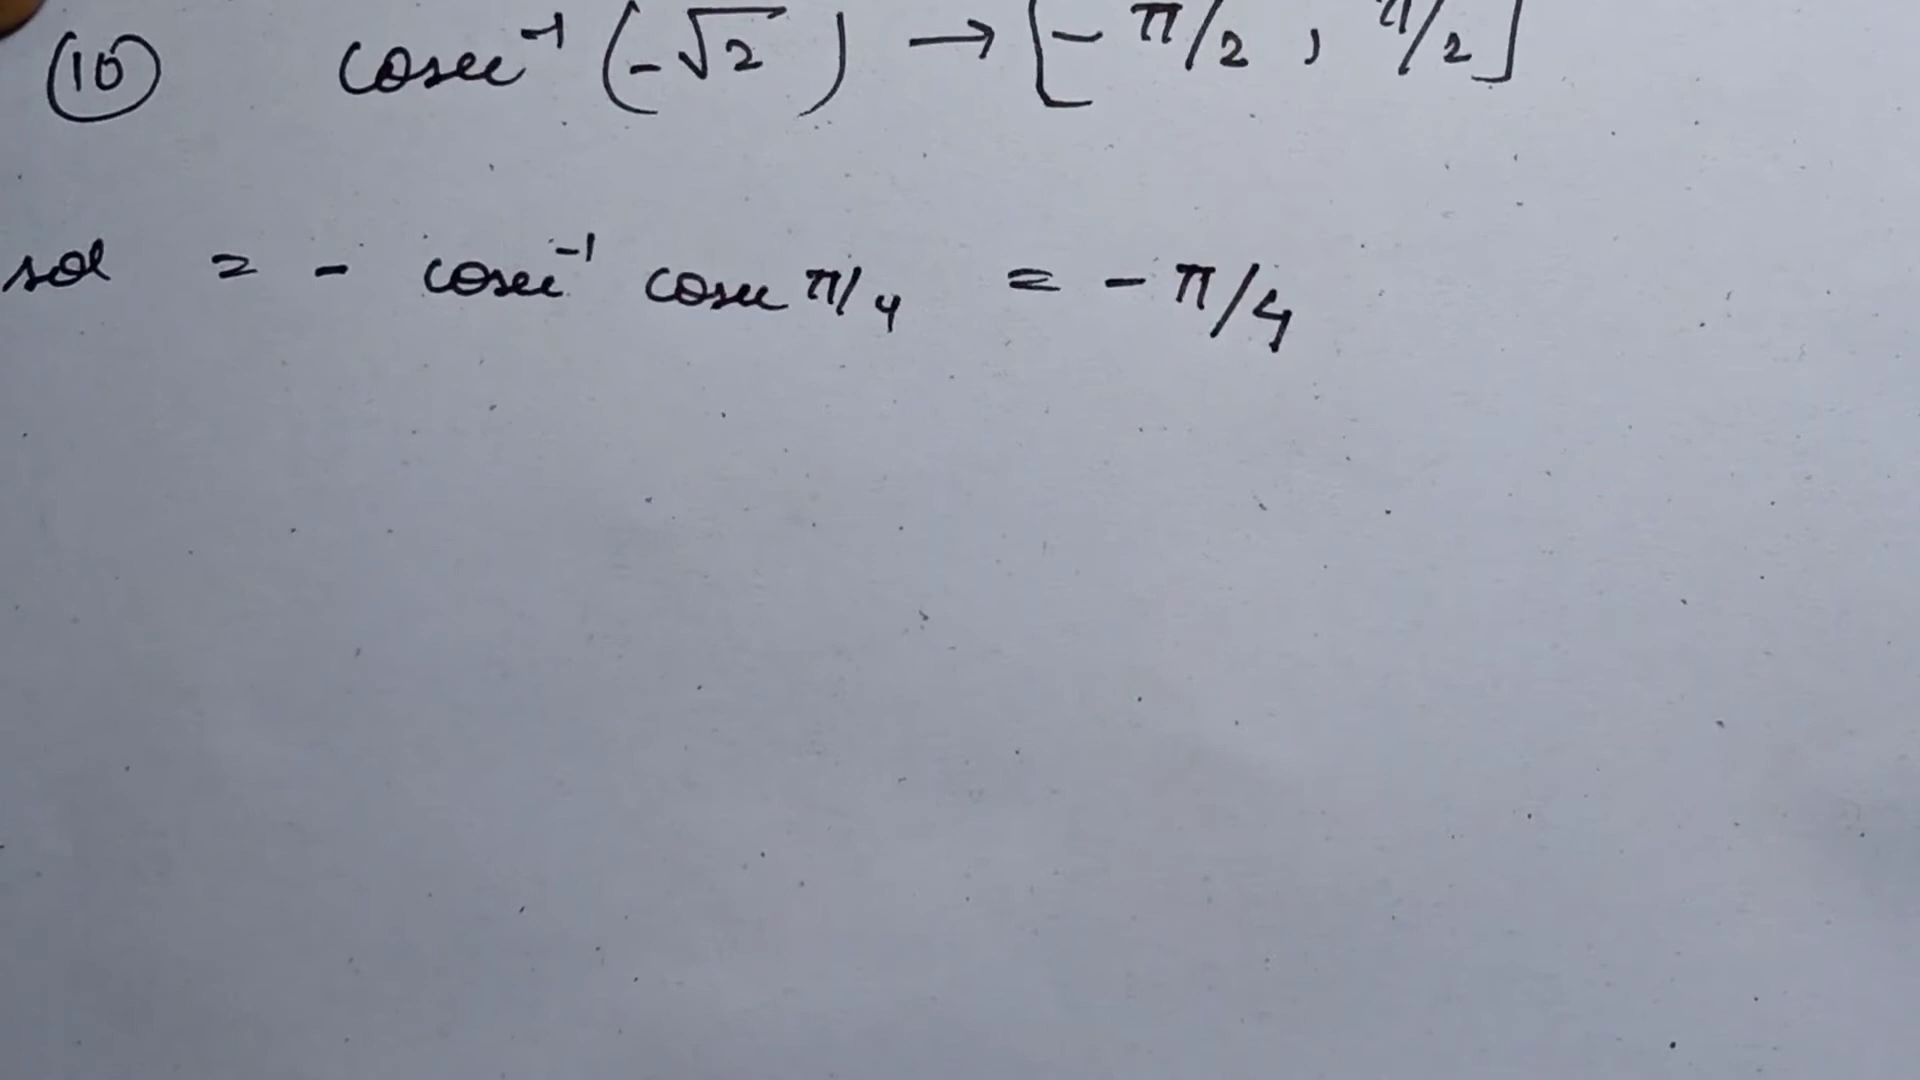 (10) cosec⁻¹ (-√2) → [- π/2 , π/2]
sol = - cosec⁻¹ cosec π/4 = - π/4